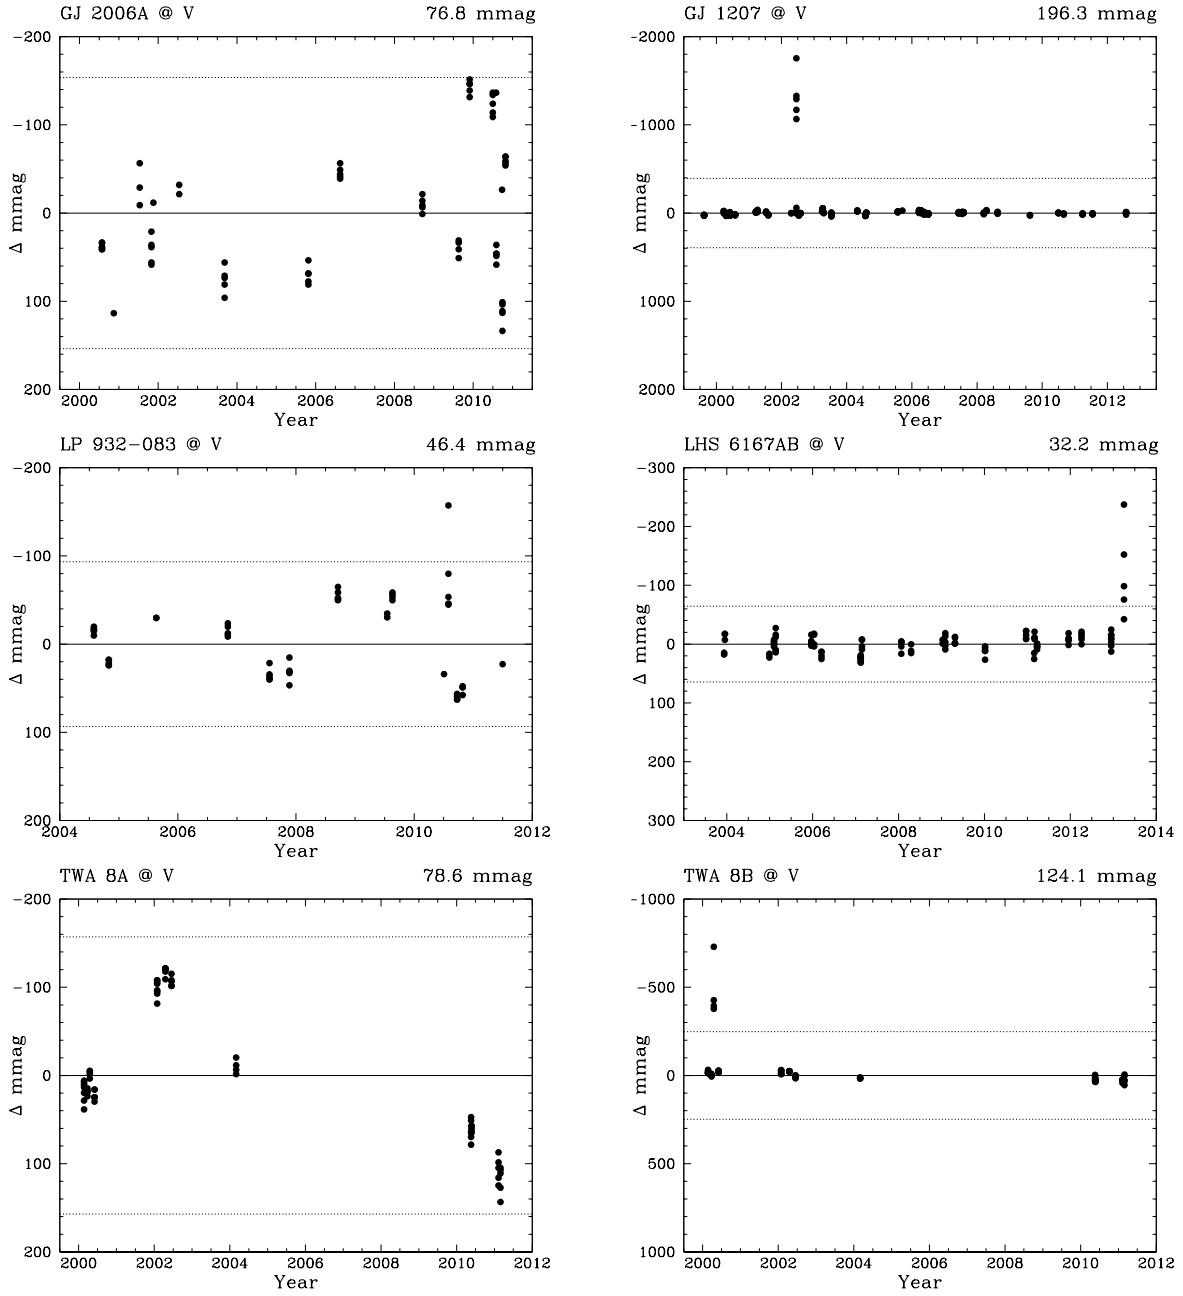 GJ 2006A @ V 76.8 mmag
-200
-100
0
100
200
Δ mmag
2000 2002 2004 2006 2008 2010
Year
GJ 1207 @ V 196.3 mmag
-2000
-1000
0
1000
2000
Δ mmag
2000 2002 2004 2006 2008 2010 2012
Year
LP 932-083 @ V 46.4 mmag
-200
-100
0
100
200
Δ mmag
2004 2006 2008 2010 2012
Year
LHS 6167AB @ V 32.2 mmag
-300
-200
-100
0
100
200
300
Δ mmag
2004 2006 2008 2010 2012 2014
Year
TWA 8A @ V 78.6 mmag
-200
-100
0
100
200
Δ mmag
2000 2002 2004 2006 2008 2010 2012
Year
TWA 8B @ V 124.1 mmag
-1000
-500
0
500
1000
Δ mmag
2000 2002 2004 2006 2008 2010 2012
Year